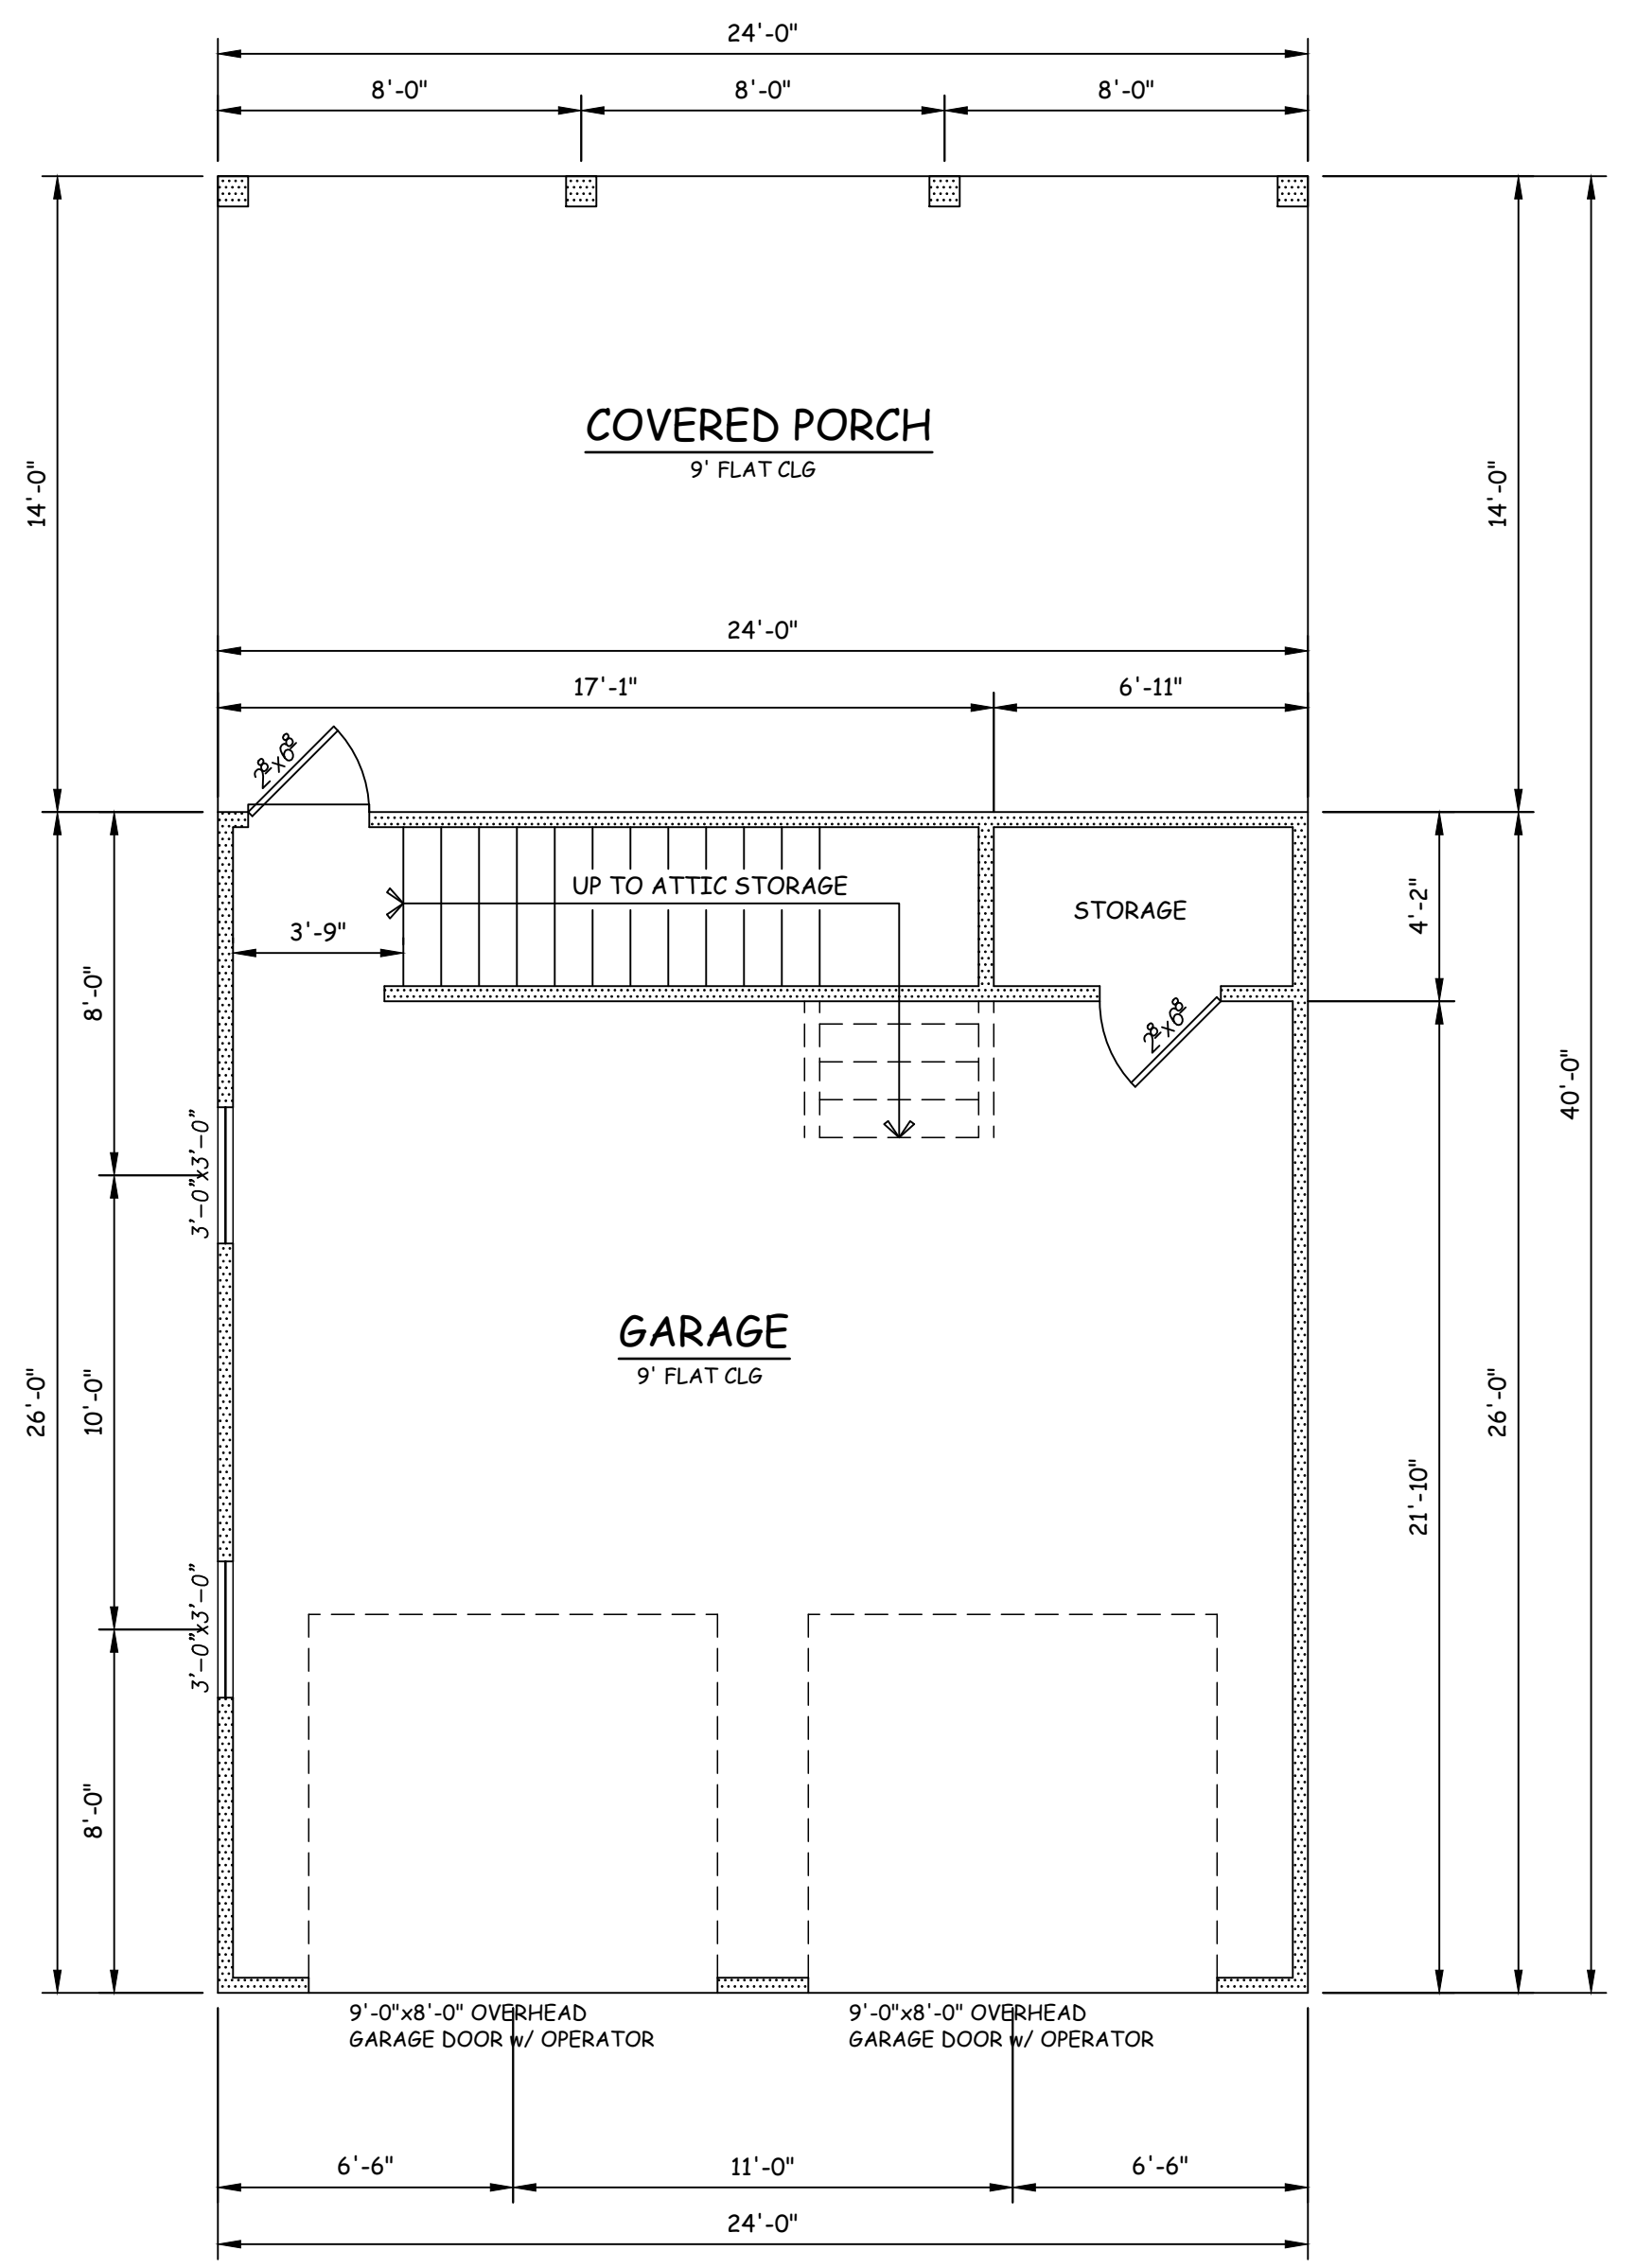 24'-0"
8'-0" 8'-0" 8'-0"
COVERED PORCH
9' FLAT CLG
14'-0"
14'-0"
24'-0"
17'-1" 6'-11"
2⁸x6⁸
UP TO ATTIC STORAGE
STORAGE
3'-9"
4'-2"
8'-0"
2⁸x6⁸
40'-0"
3'-0"x3'-0"
GARAGE
9' FLAT CLG
26'-0"
10'-0"
26'-0"
21'-10"
3'-0"x3'-0"
8'-0"
9'-0"x8'-0" OVERHEAD
GARAGE DOOR w/ OPERATOR
9'-0"x8'-0" OVERHEAD
GARAGE DOOR w/ OPERATOR
6'-6" 11'-0" 6'-6"
24'-0"